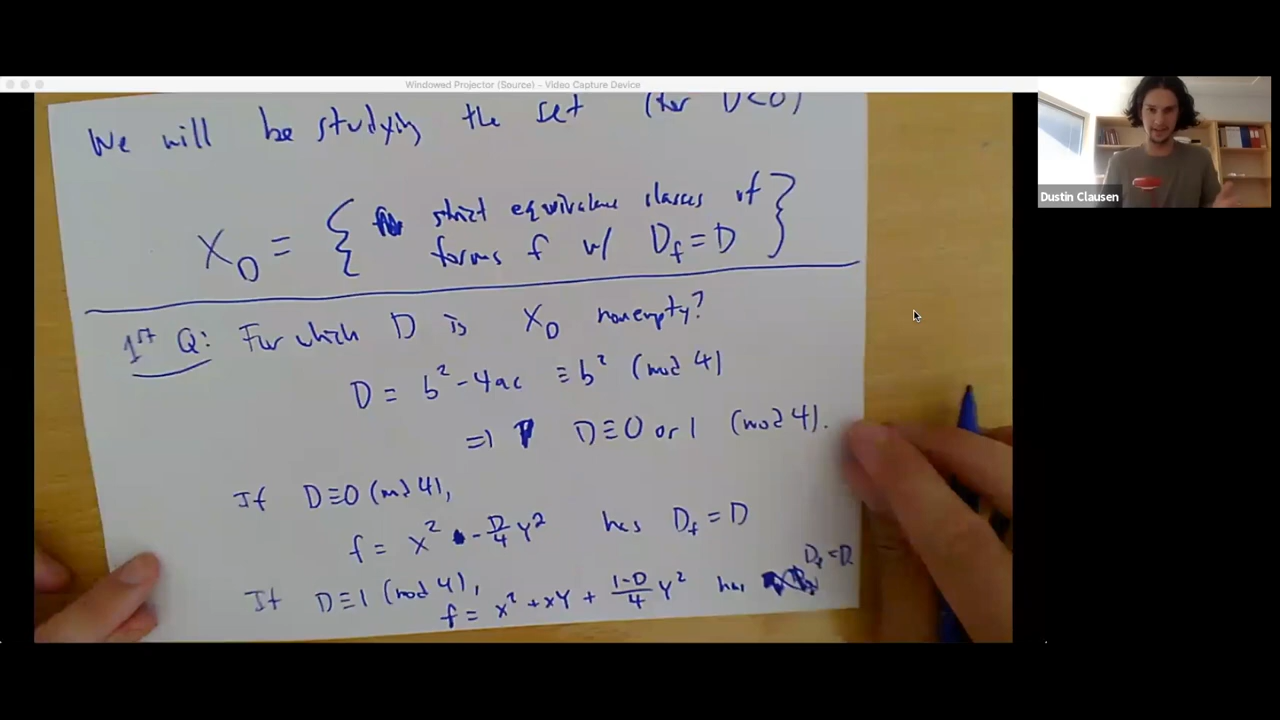 Windowed Projector (Source) - Video Capture Device
Dustin Clausen
We will be studying the set (for D<0)
X_D = { strict equivalence classes of
forms f w/ D_f = D }
1st Q: For which D is X_D nonempty?
D = b² - 4ac ≡ b² (mod 4)
=) D ≡ 0 or 1 (mod 4).
If D ≡ 0 (mod 4),
f = x² - D/4 y² has D_f = D
If D ≡ 1 (mod 4),
f = x² + xy + (1-D)/4 y² has D_f = D